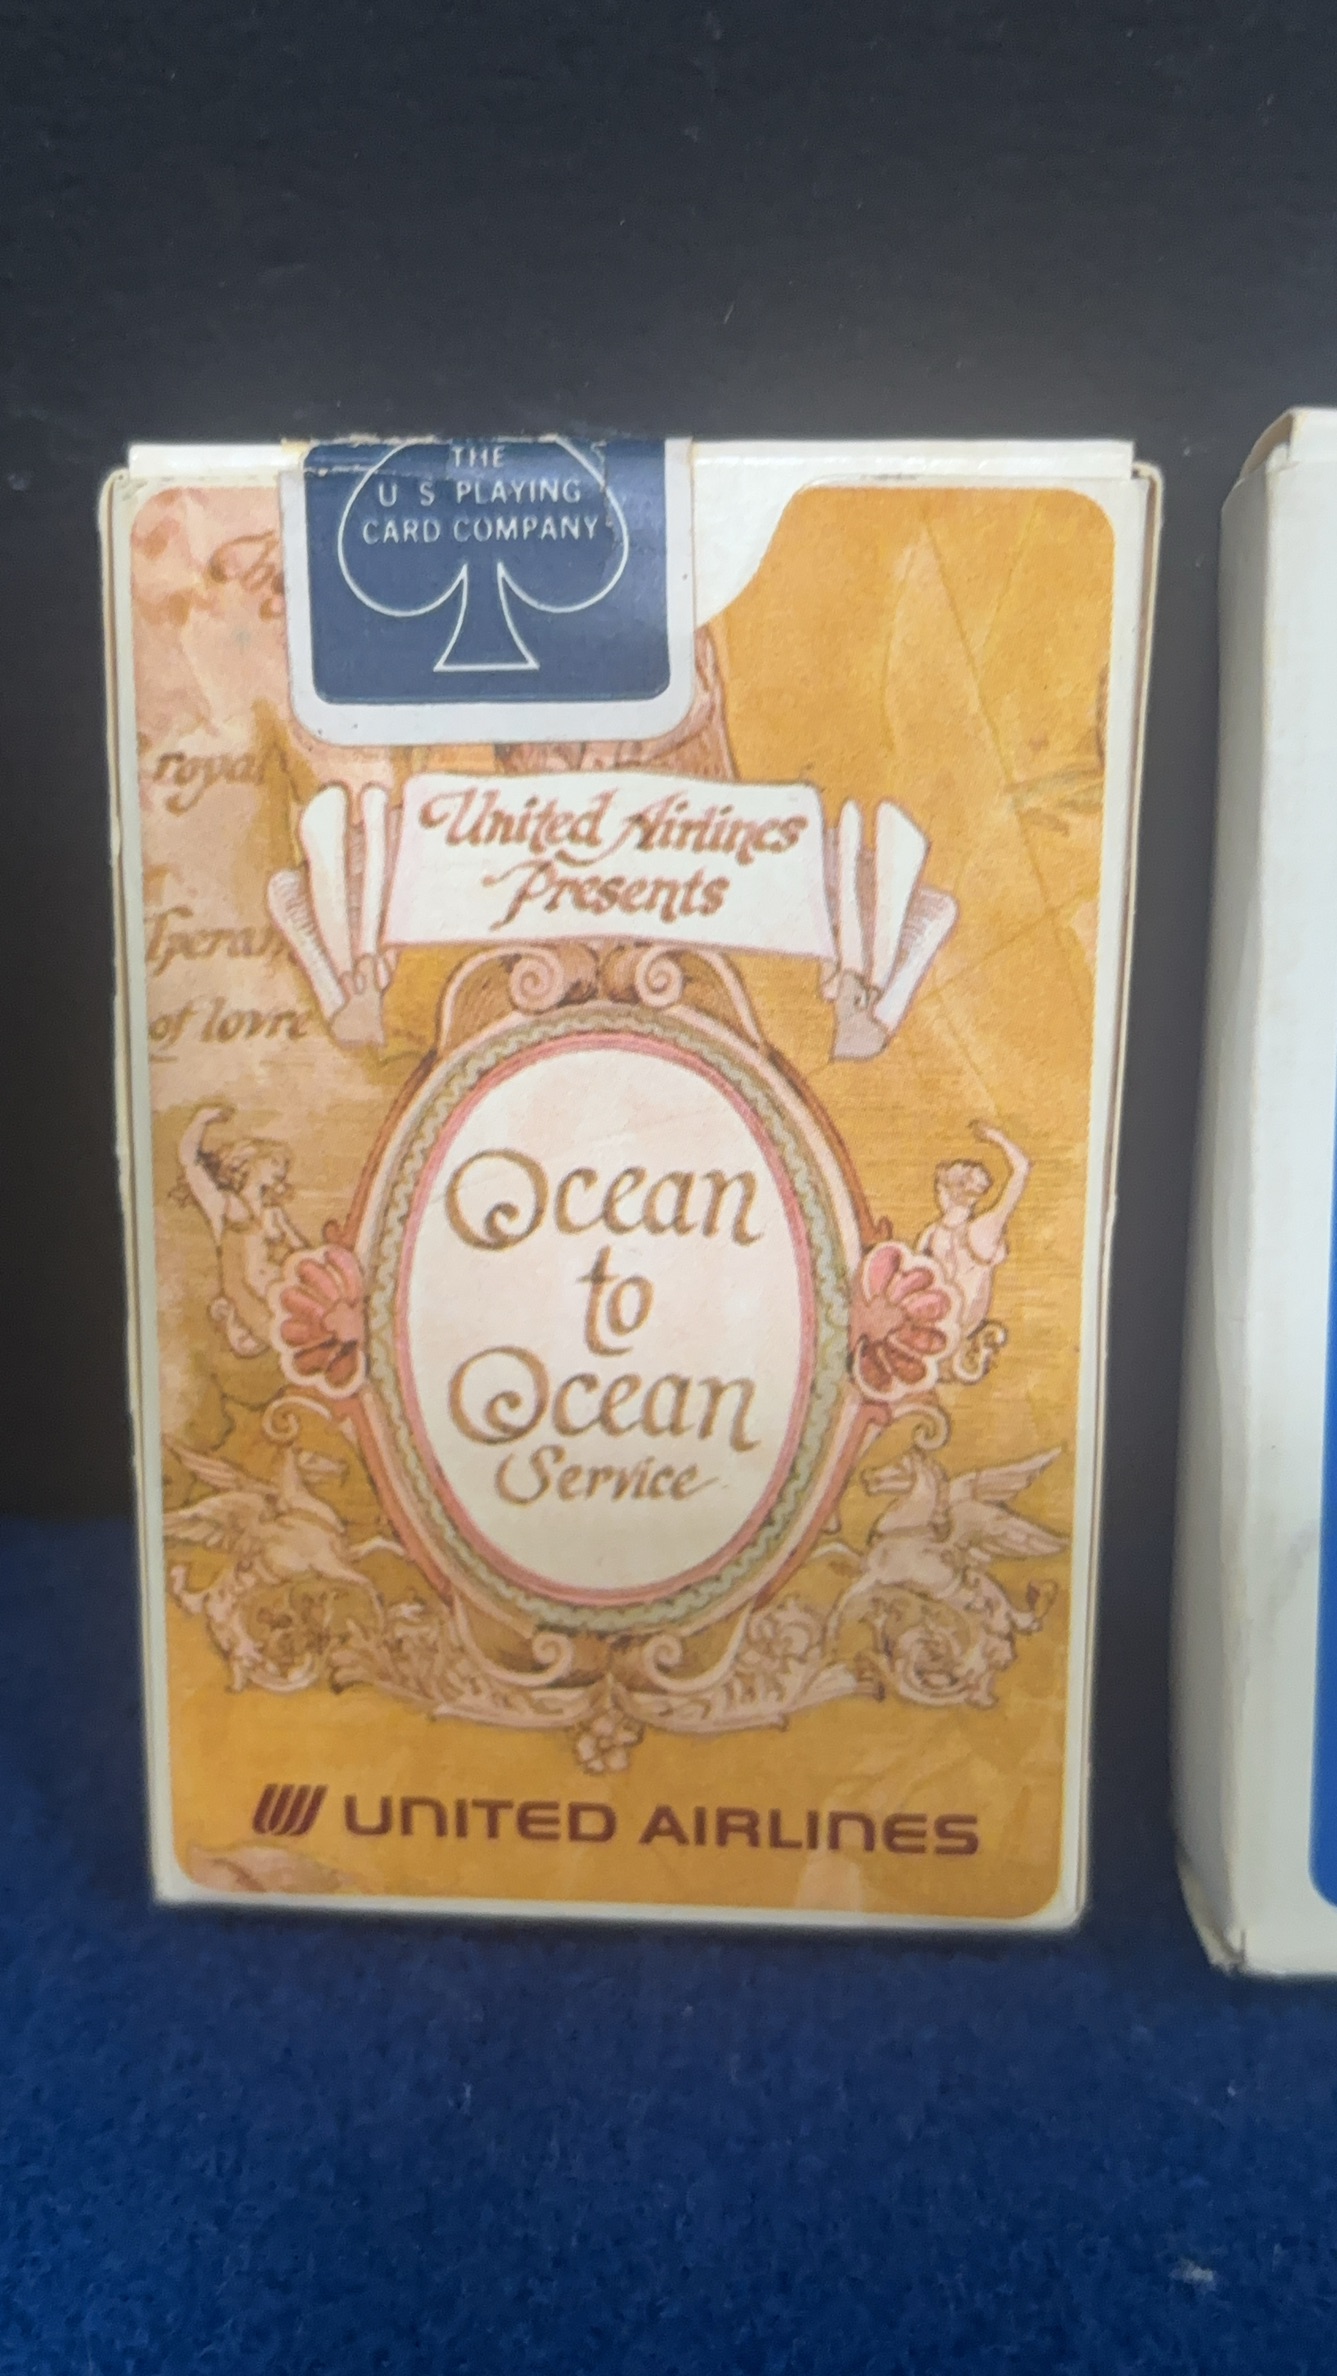 THE
U S PLAYING
CARD COMPANY
royal
of lovre
United Airlines
Presents
Ocean
to
Ocean
Service
UNITED AIRLINES